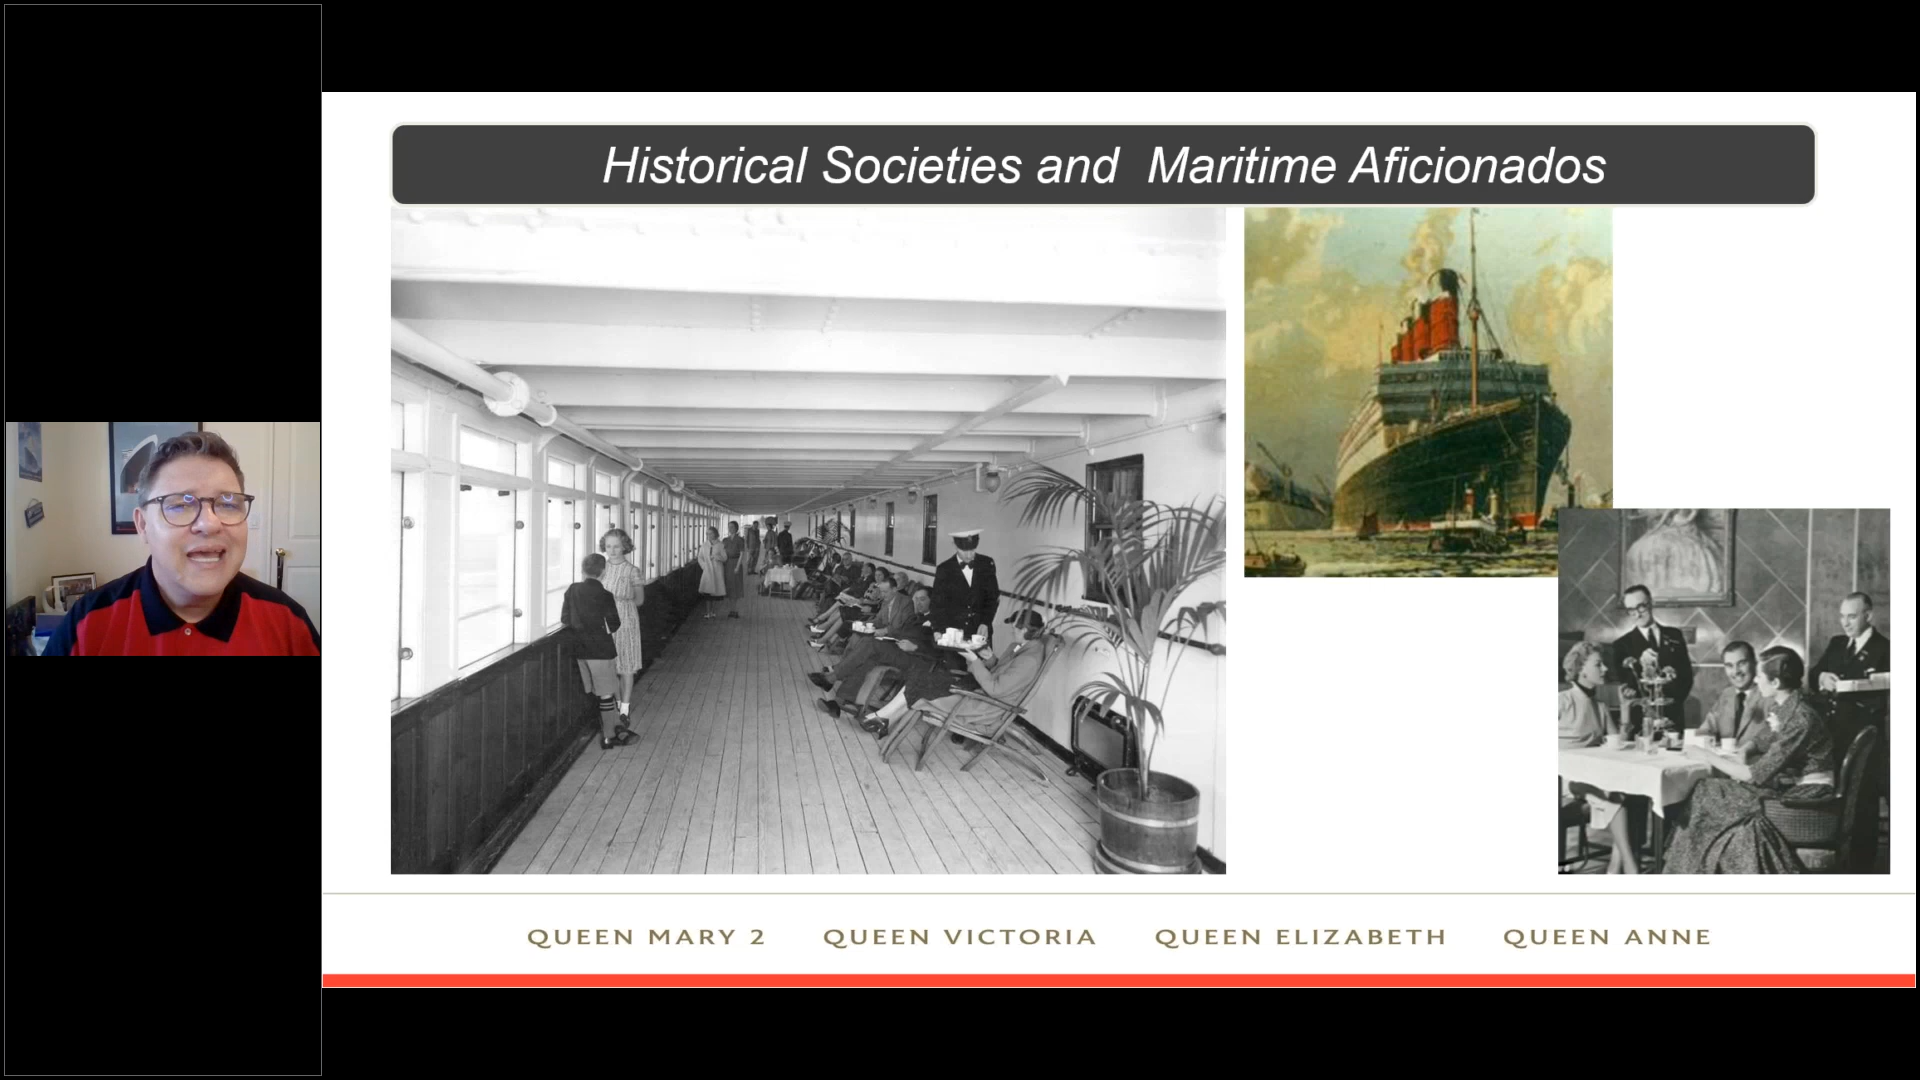 Historical Societies and  Maritime Aficionados
QUEEN MARY 2 QUEEN VICTORIA QUEEN ELIZABETH QUEEN ANNE